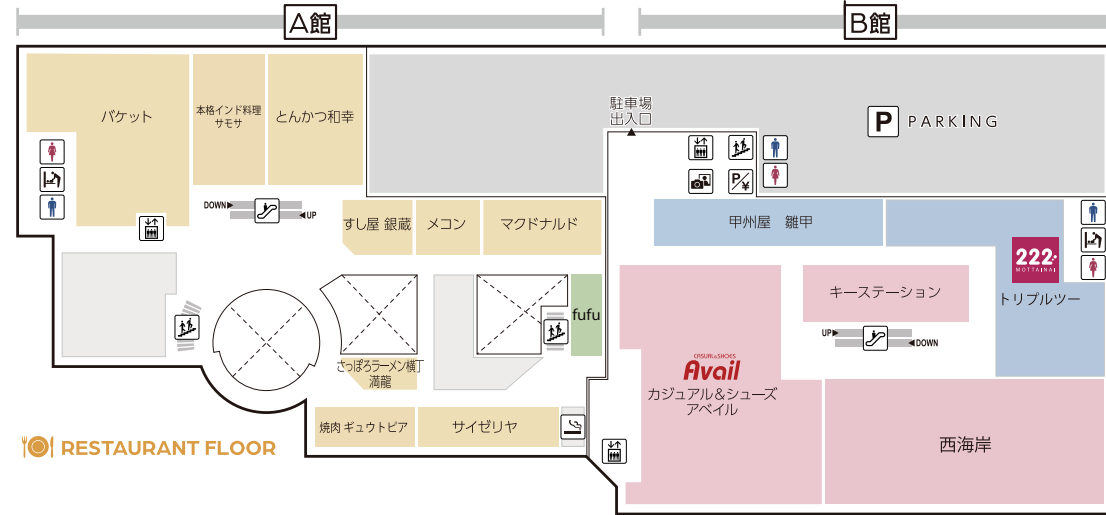 A館
B館
バケット
本格インド料理
サモサ
とんかつ和幸
駐車場
出入口
P PARKING
P/¥
DOWN
UP
すし屋 銀蔵
メコン
マクドナルド
甲州屋 雛甲
222
MOTTAINAI
トリプルツー
キーステーション
fufu
UP
DOWN
さっぽろラーメン横丁
満龍
CASUAL&SHOES
Avail
カジュアル&シューズ
アベイル
焼肉 ギュウトピア
サイゼリヤ
西海岸
RESTAURANT FLOOR